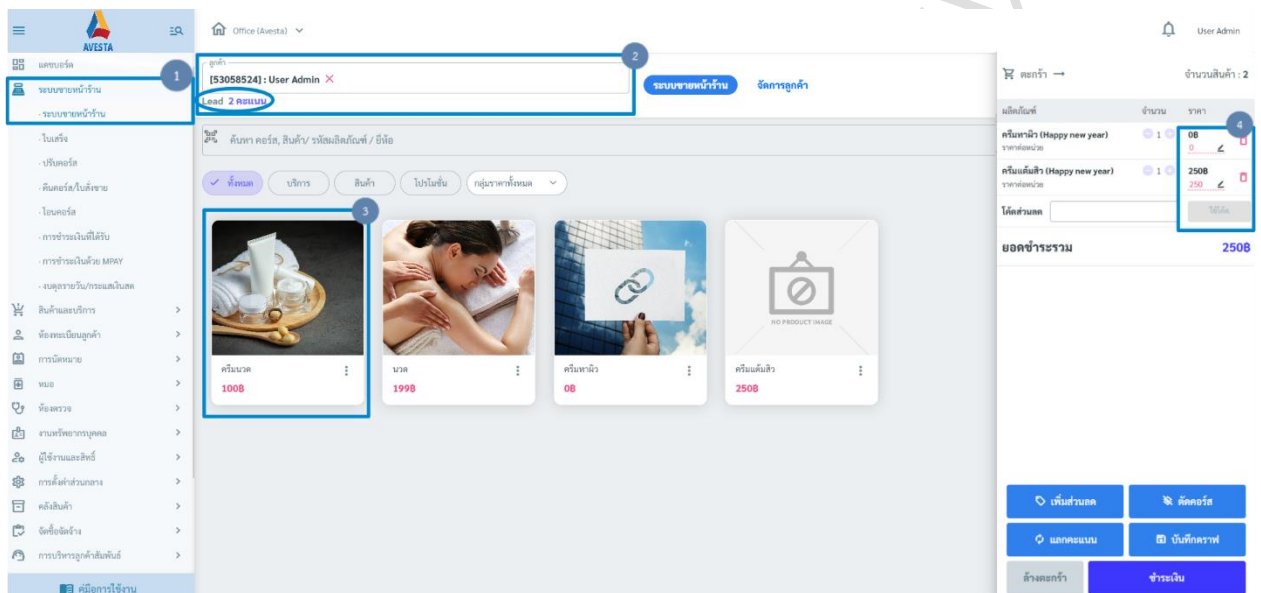 AVESTA
Office (Avesta)
User Admin
แดชบอร์ด
1
ระบบขายหน้าร้าน
· ระบบขายหน้าร้าน
· ใบเสร็จ
· ปรับคอร์ส
· คืนคอร์ส/ใบสั่งขาย
· โอนคอร์ส
· การชำระเงินที่ได้รับ
· การชำระเงินด้วย MPAY
· งบดุลรายวัน/กระแสเงินสด
สินค้าและบริการ
ห้องทะเบียนลูกค้า
การนัดหมาย
หมอ
ห้องตรวจ
งานทรัพยากรบุคคล
ผู้ใช้งานและสิทธิ์
การตั้งค่าส่วนกลาง
คลังสินค้า
จัดซื้อจัดจ้าง
การบริหารลูกค้าสัมพันธ์
คู่มือการใช้งาน
2
ลูกค้า
[53058524] : User Admin
Lead 2 คะแนน
ระบบขายหน้าร้าน
จัดการลูกค้า
ค้นหา คอร์ส, สินค้า/ รหัสผลิตภัณฑ์ / ยี่ห้อ
ทั้งหมด
บริการ
สินค้า
โปรโมชั่น
กลุ่มราคาทั้งหมด
3
NO PRODUCT IMAGE
ครีมนวด
100฿
นวด
199฿
ครีมทาผิว
0฿
ครีมแต้มสิว
250฿
ตะกร้า
จำนวนสินค้า : 2
ผลิตภัณฑ์ จำนวน ราคา
4
ครีมทาผิว (Happy new year) 1 0฿
ราคาต่อหน่วย 0
ครีมแต้มสิว (Happy new year) 1 250฿
ราคาต่อหน่วย 250
โค้ดส่วนลด
ใช้โค้ด
ยอดชำระรวม 250฿
เพิ่มส่วนลด
ตัดคอร์ส
แลกคะแนน
บันทึกดราฟ
ล้างตะกร้า
ชำระเงิน